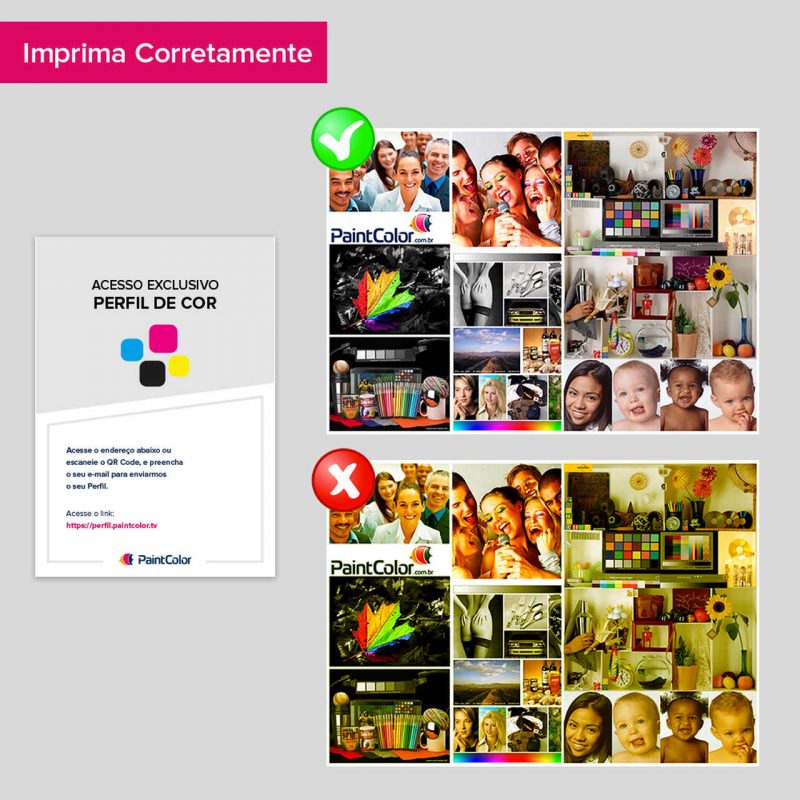 Imprima Corretamente
ACESSO EXCLUSIVO
PERFIL DE COR
Acesse o endereço abaixo ou
escaneie o QR Code, e preencha
o seu e-mail para enviarmos
o seu Perfil.
Acesse o link:
https://perfil.paintcolor.tv
PaintColor
PaintColor.com.br
PaintColor.com.br